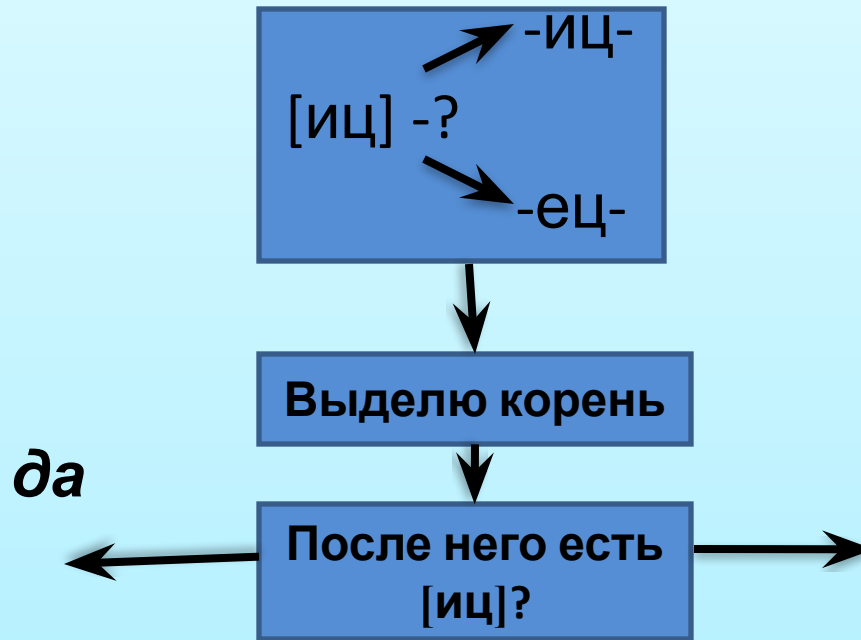 -иц-
[иц] -?
-ец-
Выделю корень
да
После него есть
[иц]?